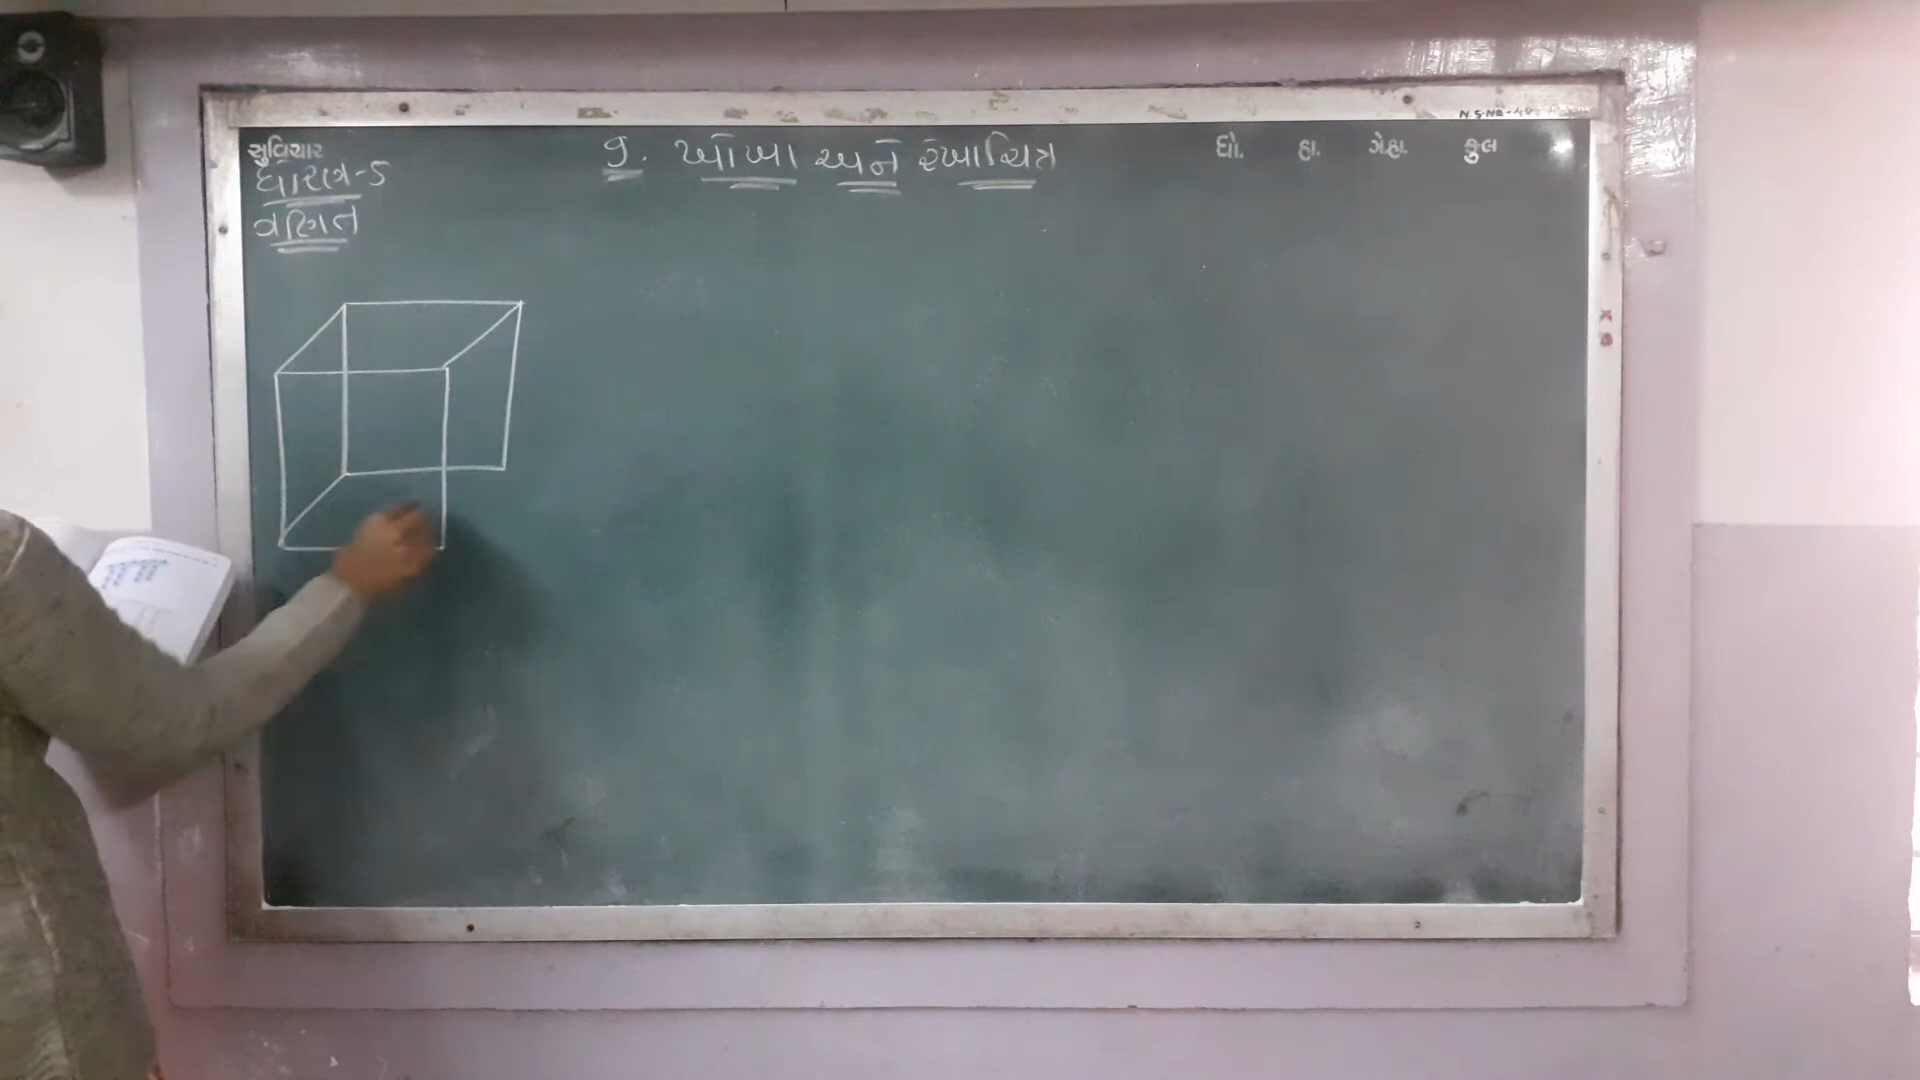 સુવિચાર
ધોરણ-5
ગણિત
9. ખોખા અને રેખાચિત્ર
ધો. હા. ગે.હા. કુલ